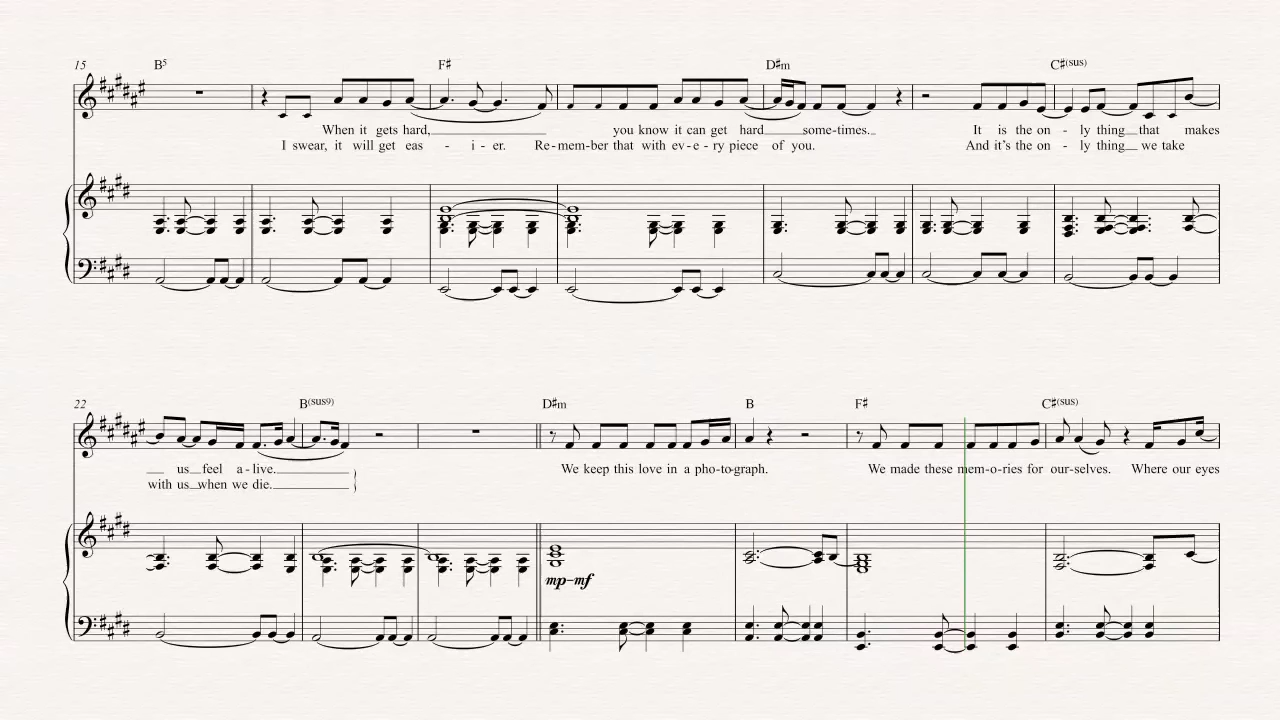 15 B5 F♯ D♯m C♯(sus)
When it gets hard, you know it can get hard some-times. It is the on - ly thing that makes
I swear, it will get eas - i - er. Re-mem-ber that with ev-e-ry piece of you. And it's the on - ly thing we take
22 B(sus9) D♯m B F♯ C♯(sus)
us feel a-live. We keep this love in a pho-to-graph. We made these mem-o-ries for our-selves. Where our eyes
with us when we die.
mp-mf